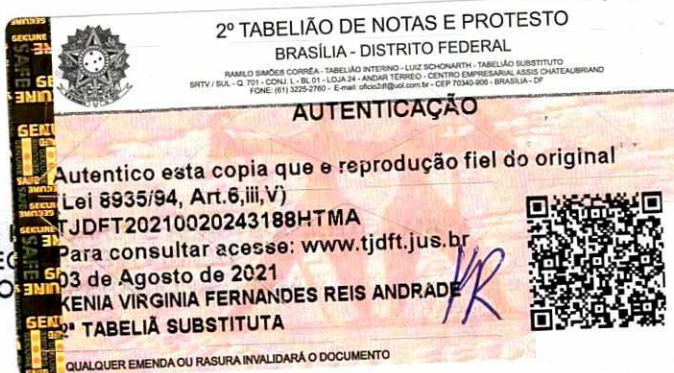 2º TABELIÃO DE NOTAS E PROTESTO
BRASÍLIA - DISTRITO FEDERAL
RAMILO SIMÕES CORRÊA - TABELIÃO INTERINO - LUIZ SCHONARTH - TABELIÃO SUBSTITUTO
SRTV / SUL - Q. 701 - CONJ. L - BL 01 - LOJA 24 - ANDAR TÉRREO - CENTRO EMPRESARIAL ASSIS CHATEAUBRIAND
FONE: (61) 3225-2760 - E-mail: oficio2df@uol.com.br - CEP 70340-906 - BRASÍLIA - DF
AUTENTICAÇÃO
Autentico esta copia que e reprodução fiel do original
(Lei 8935/94, Art.6,iii,V)
TJDFT20210020243188HTMA
Para consultar acesse: www.tjdft.jus.br
03 de Agosto de 2021
KENIA VIRGINIA FERNANDES REIS ANDRADE
2ª TABELIÃ SUBSTITUTA
QUALQUER EMENDA OU RASURA INVALIDARÁ O DOCUMENTO